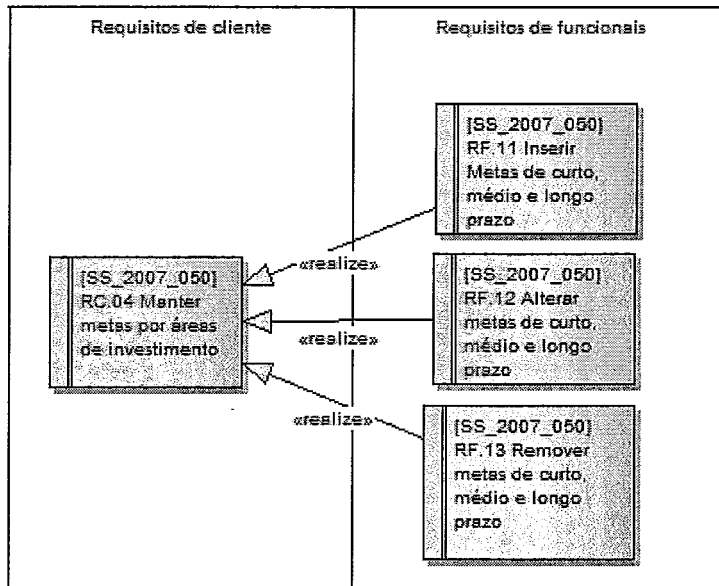 Requisitos de cliente
Requisitos de funcionais
[SS_2007_050]
RF.11 Inserir
Metas de curto,
médio e longo
prazo
«realize»
[SS_2007_050]
RC.04 Manter
metas por áreas
de investimento
[SS_2007_050]
RF.12 Alterar
metas de curto,
médio e longo
prazo
«realize»
«realize»
[SS_2007_050]
RF.13 Remover
metas de curto,
médio e longo
prazo